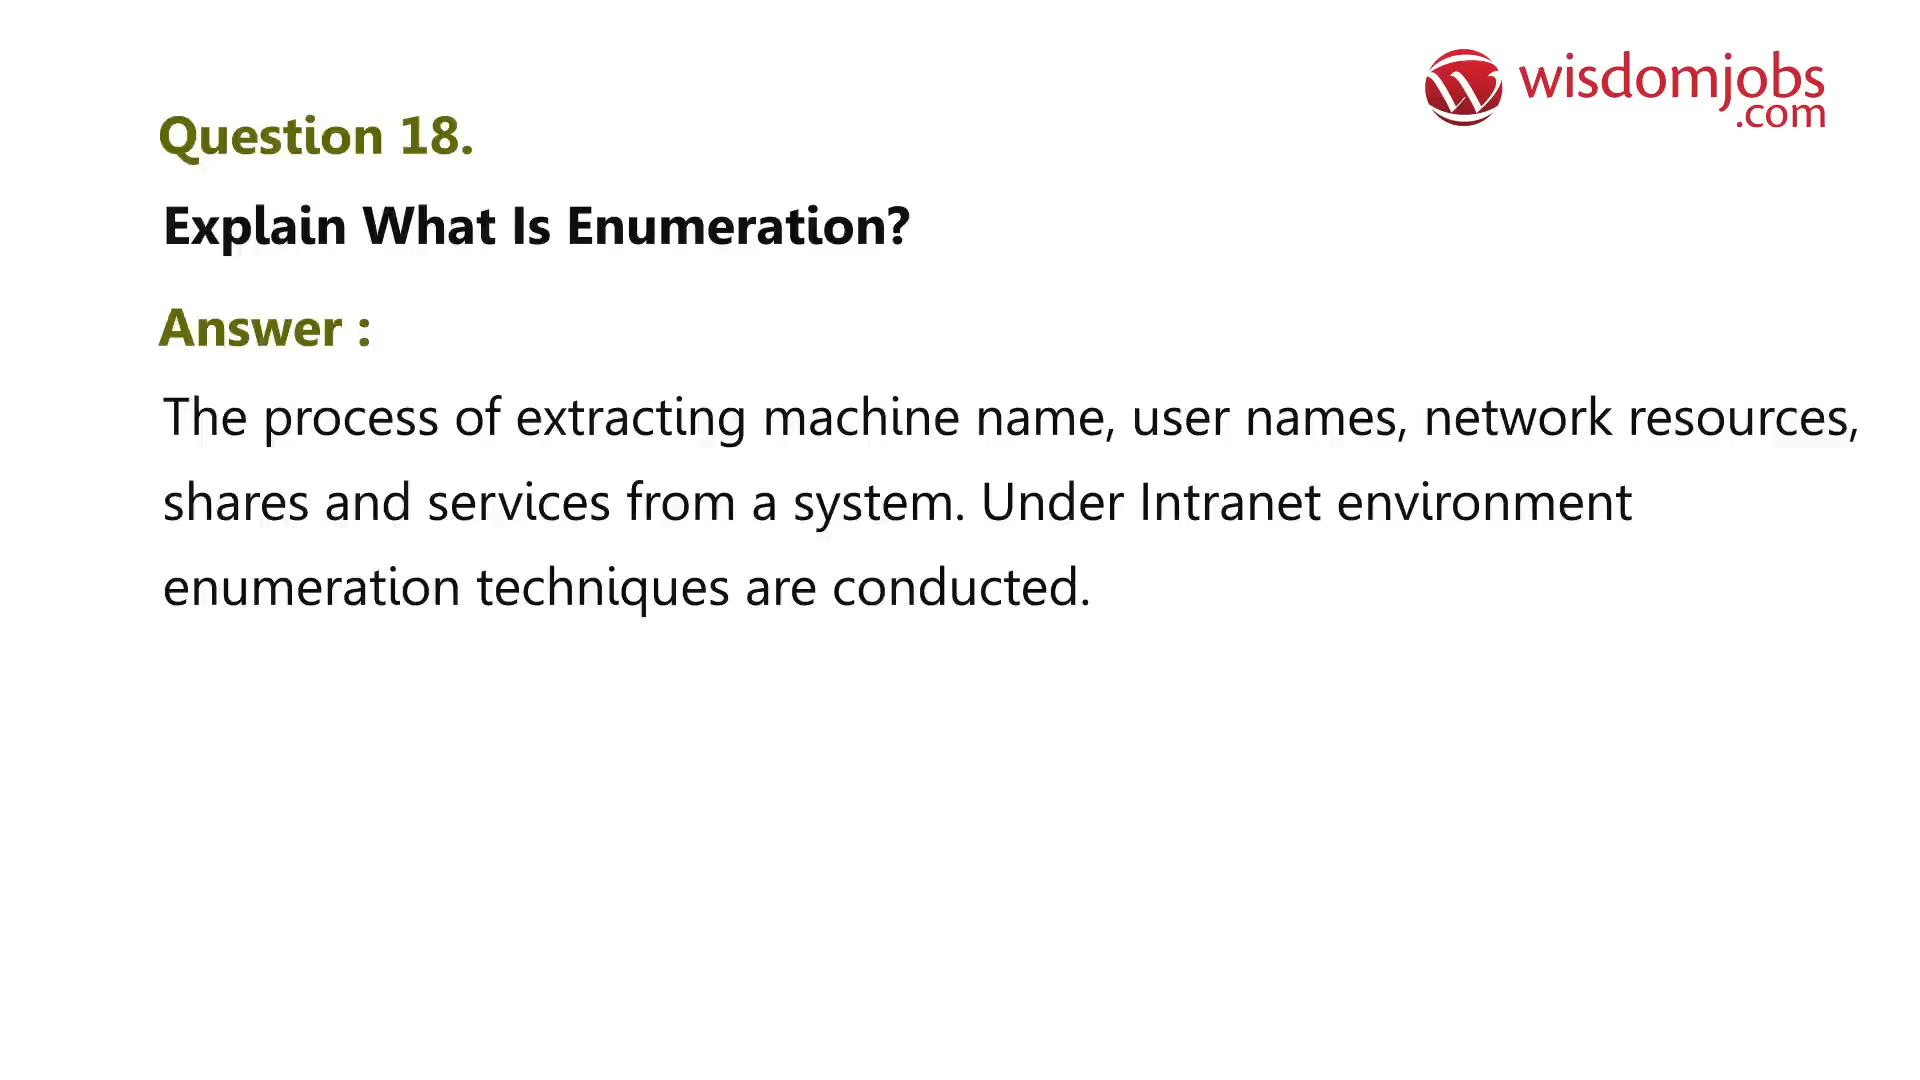 wisdomjobs
.com
Question 18.
Explain What Is Enumeration?
Answer :
The process of extracting machine name, user names, network resources,
shares and services from a system. Under Intranet environment
enumeration techniques are conducted.